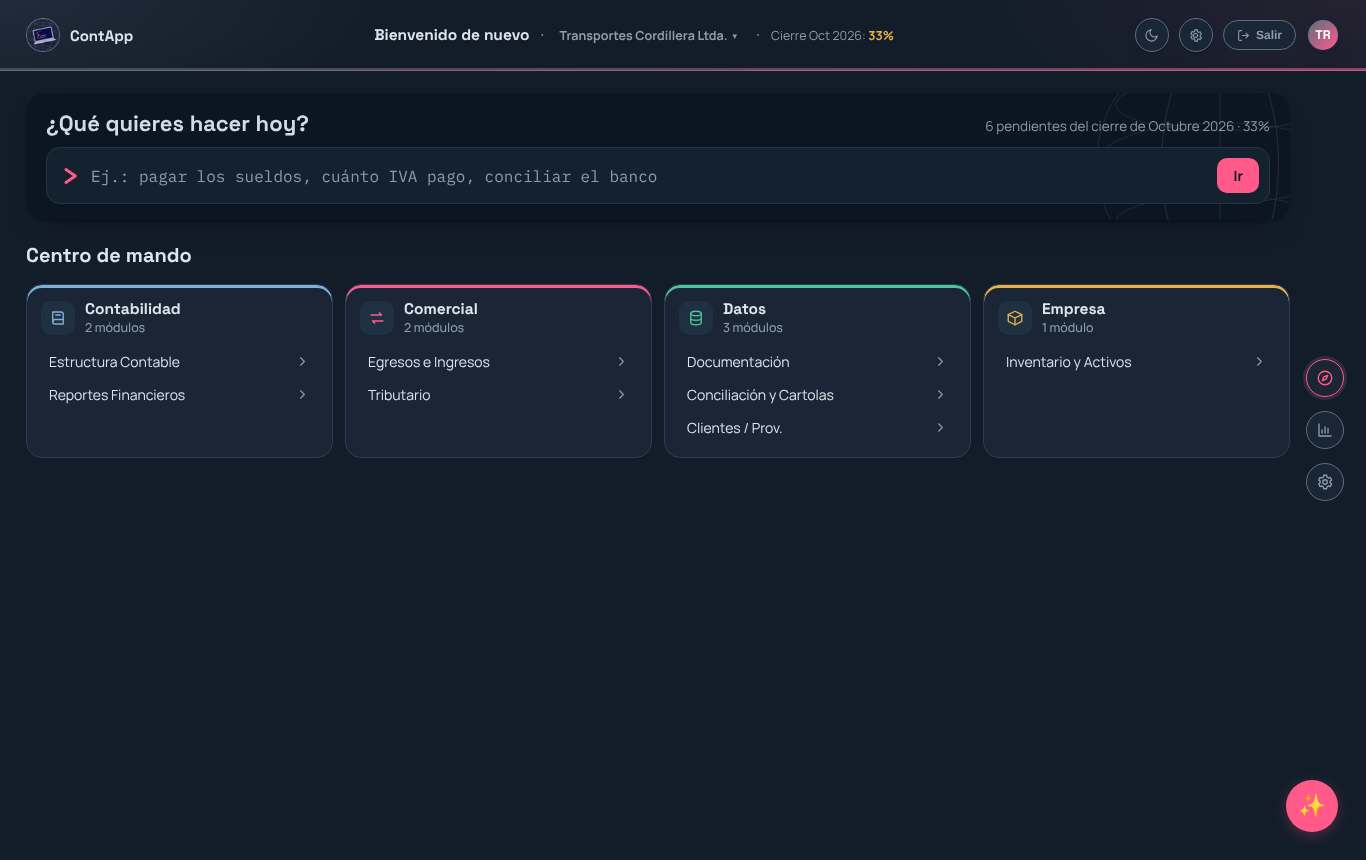 ContApp
Bienvenido de nuevo · Transportes Cordillera Ltda. ▾ · Cierre Oct 2026: 33%
Salir
TR
¿Qué quieres hacer hoy?
6 pendientes del cierre de Octubre 2026 · 33%
Ej.: pagar los sueldos, cuánto IVA pago, conciliar el banco
Ir
Centro de mando
Contabilidad
2 módulos
Estructura Contable
Reportes Financieros
Comercial
2 módulos
Egresos e Ingresos
Tributario
Datos
3 módulos
Documentación
Conciliación y Cartolas
Clientes / Prov.
Empresa
1 módulo
Inventario y Activos